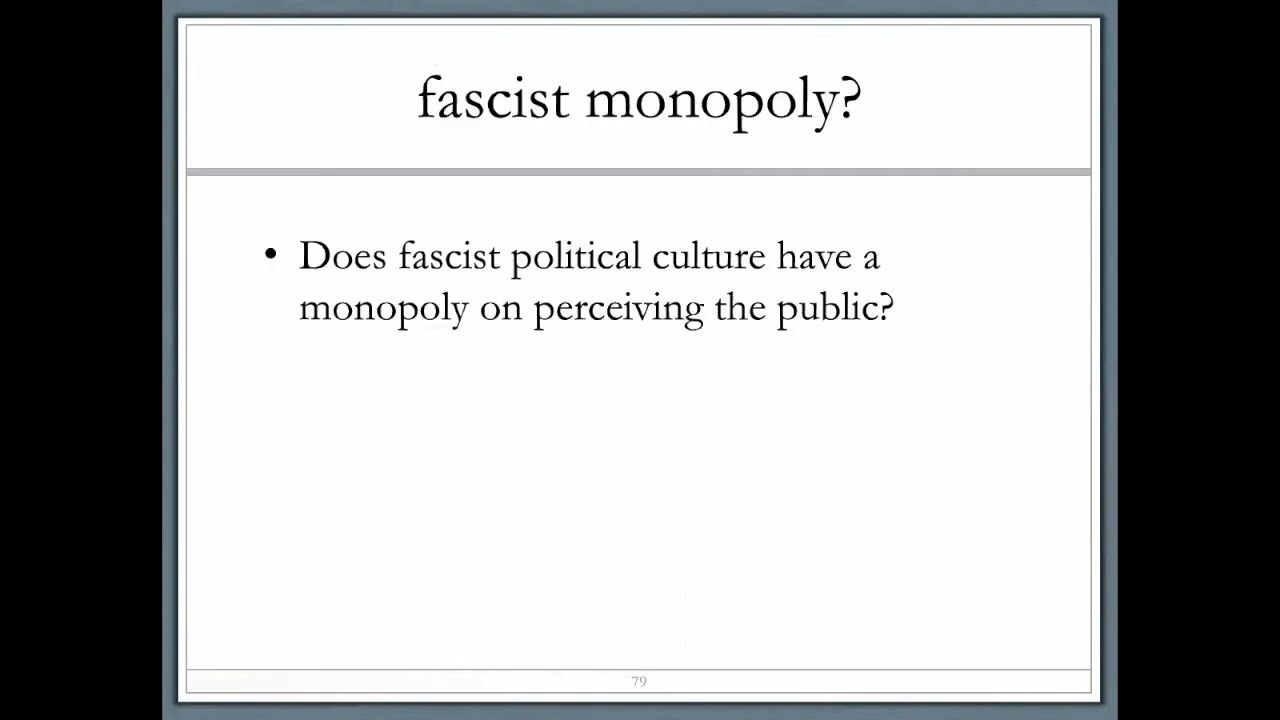 fascist monopoly?
• Does fascist political culture have a
monopoly on perceiving the public?
79